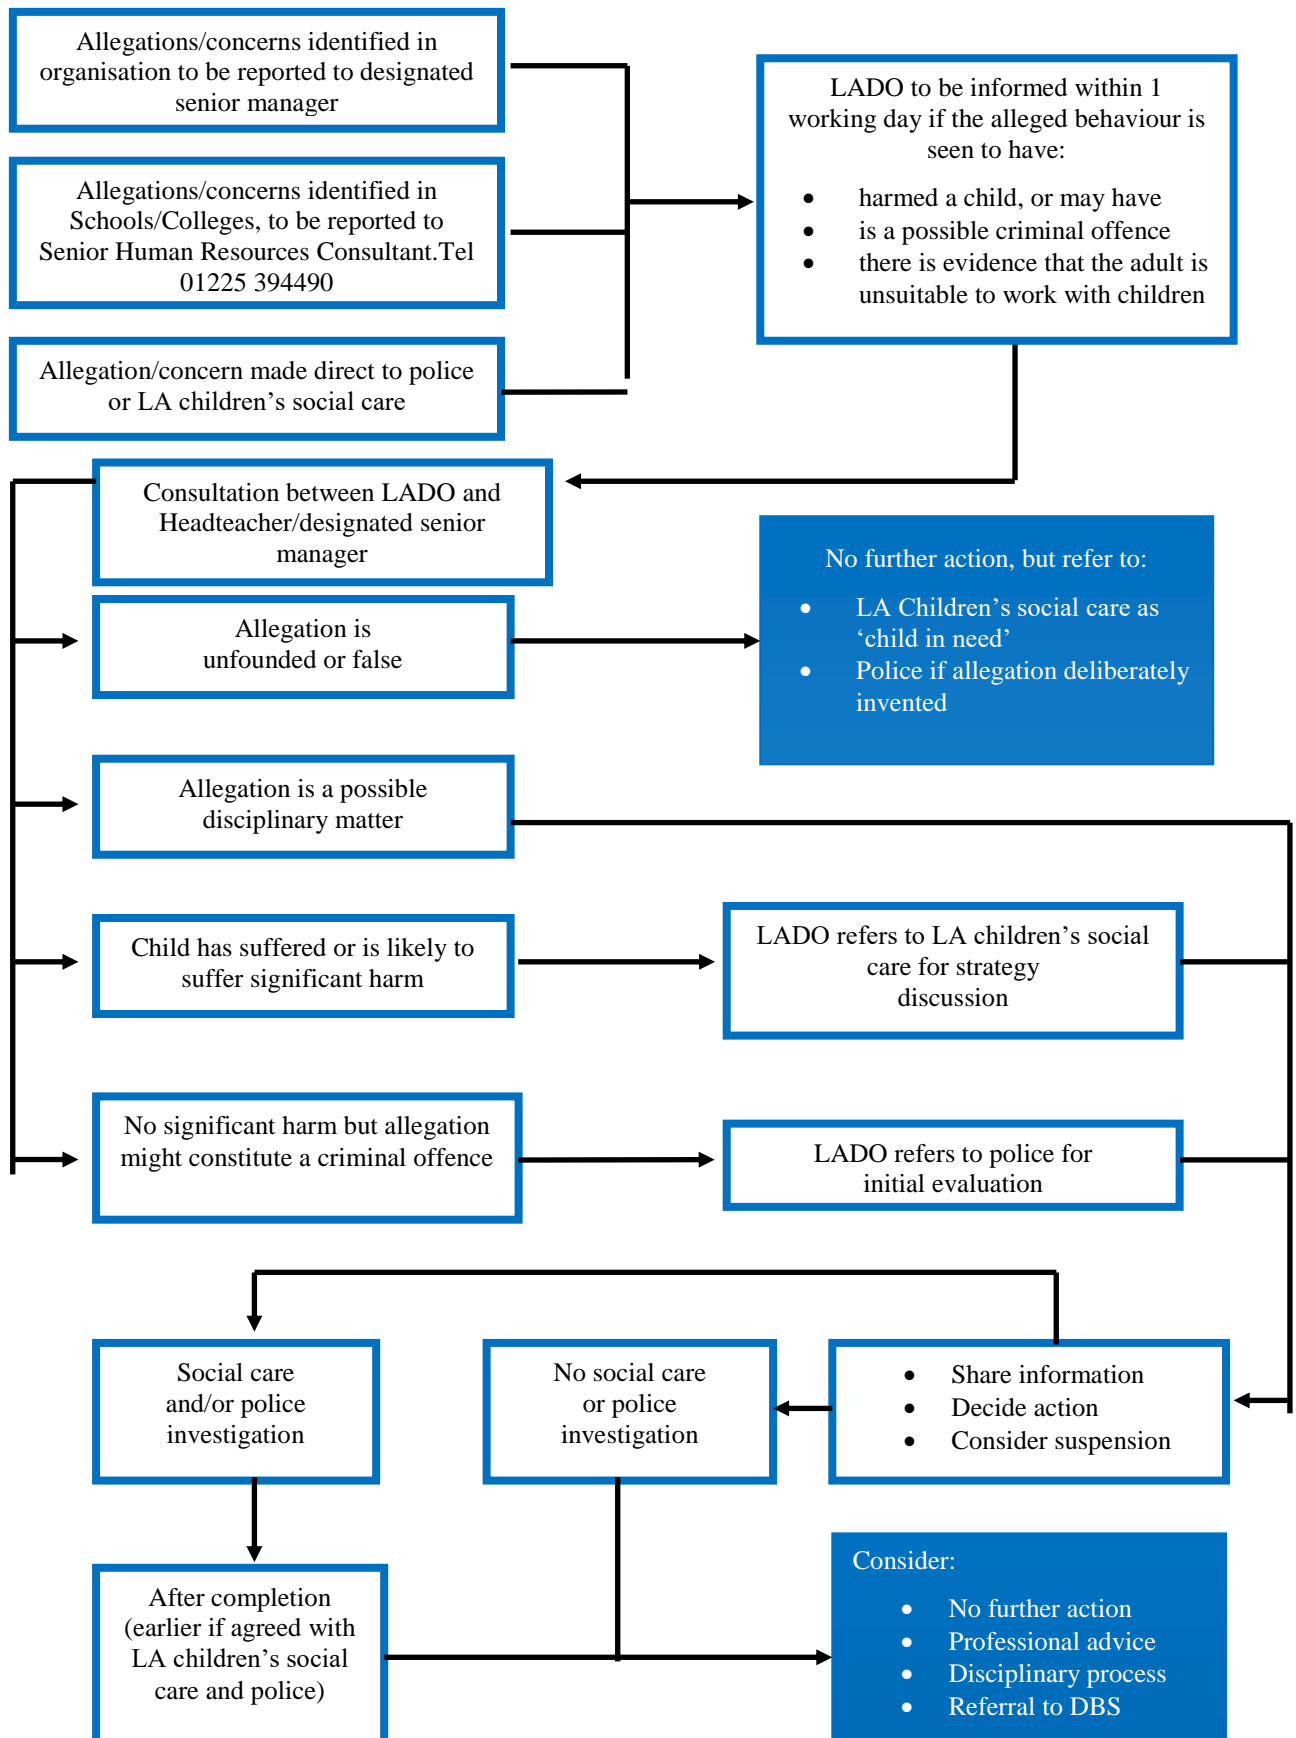 Allegations/concerns identified in
organisation to be reported to designated
senior manager
LADO to be informed within 1
working day if the alleged behaviour is
seen to have:
• harmed a child, or may have
• is a possible criminal offence
• there is evidence that the adult is
unsuitable to work with children
Allegations/concerns identified in
Schools/Colleges, to be reported to
Senior Human Resources Consultant.Tel
01225 394490
Allegation/concern made direct to police
or LA children’s social care
Consultation between LADO and
Headteacher/designated senior
manager
No further action, but refer to:
• LA Children’s social care as
‘child in need’
• Police if allegation deliberately
invented
Allegation is
unfounded or false
Allegation is a possible
disciplinary matter
Child has suffered or is likely to
suffer significant harm
LADO refers to LA children’s social
care for strategy
discussion
No significant harm but allegation
might constitute a criminal offence
LADO refers to police for
initial evaluation
Social care
and/or police
investigation
No social care
or police
investigation
• Share information
• Decide action
• Consider suspension
After completion
(earlier if agreed with
LA children’s social
care and police)
Consider:
• No further action
• Professional advice
• Disciplinary process
• Referral to DBS